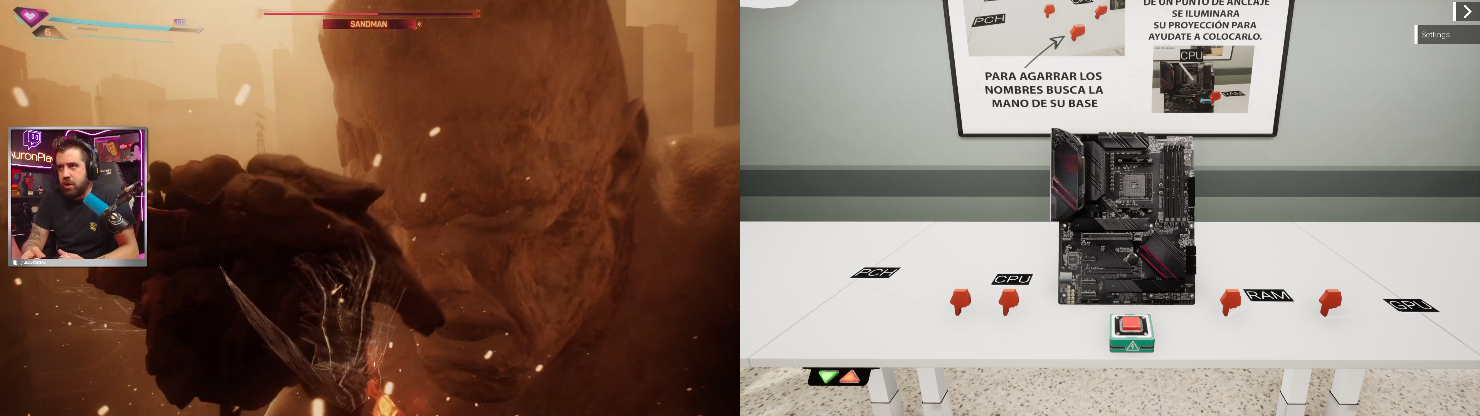 SANDMAN
6
AuronPlay
PCH
PARA AGARRAR LOS
NOMBRES BUSCA LA
MANO DE SU BASE
DE UN PUNTO DE ANCLAJE
SE ILUMINARA
SU PROYECCIÓN PARA
AYUDATE A COLOCARLO.
CPU
Settings
PCH
CPU
RAM
GPU